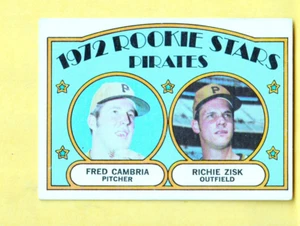 1972 ROOKIE STARS
PIRATES
P
P
FRED CAMBRIA
PITCHER
RICHIE ZISK
OUTFIELD